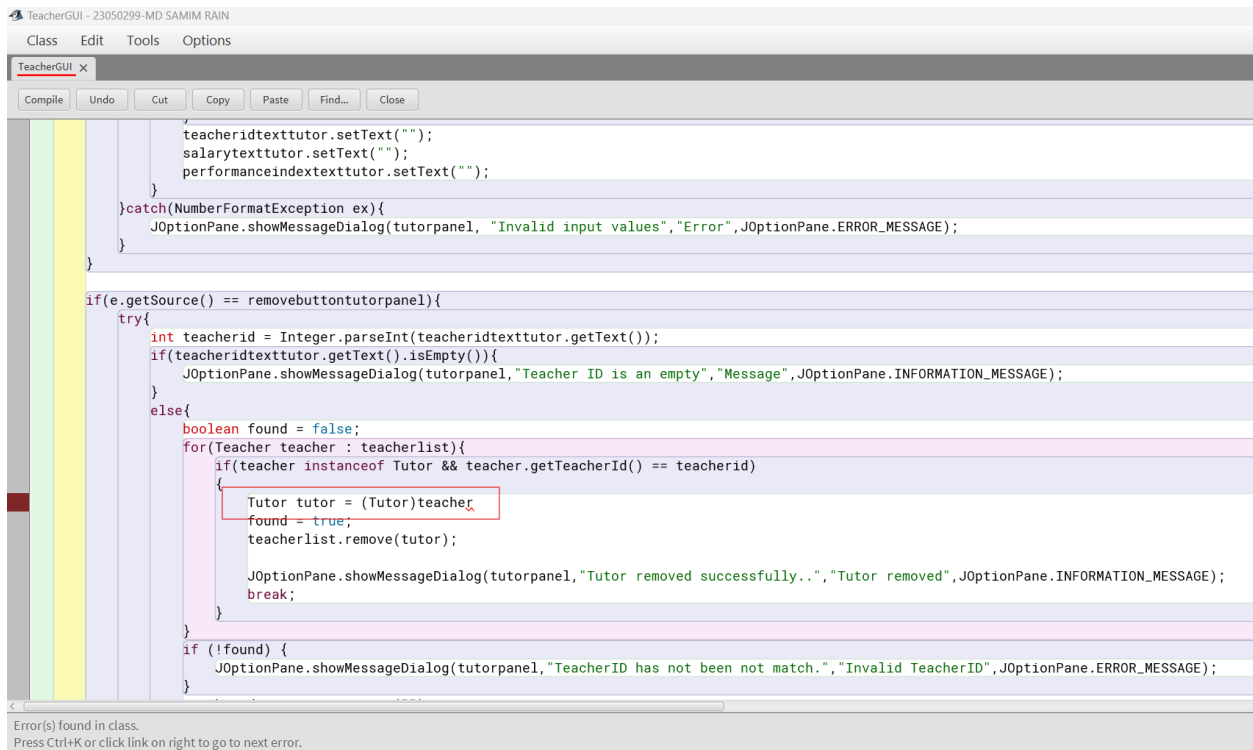 TeacherGUI - 23050299-MD SAMIM RAIN
Class Edit Tools Options
TeacherGUI ×
Compile Undo Cut Copy Paste Find... Close
}
teacheridtexttutor.setText("");
salarytexttutor.setText("");
performanceindextexttutor.setText("");
}
}catch(NumberFormatException ex){
JOptionPane.showMessageDialog(tutorpanel, "Invalid input values","Error",JOptionPane.ERROR_MESSAGE);
}
}
if(e.getSource() == removebuttontutorpanel){
try{
int teacherid = Integer.parseInt(teacheridtexttutor.getText());
if(teacheridtexttutor.getText().isEmpty()){
JOptionPane.showMessageDialog(tutorpanel,"Teacher ID is an empty","Message",JOptionPane.INFORMATION_MESSAGE);
}
else{
boolean found = false;
for(Teacher teacher : teacherlist){
if(teacher instanceof Tutor && teacher.getTeacherId() == teacherid)
{
Tutor tutor = (Tutor)teacher
found = true;
teacherlist.remove(tutor);
JOptionPane.showMessageDialog(tutorpanel,"Tutor removed successfully..","Tutor removed",JOptionPane.INFORMATION_MESSAGE);
break;
}
}
if (!found) {
JOptionPane.showMessageDialog(tutorpanel,"TeacherID has not been not match.","Invalid TeacherID",JOptionPane.ERROR_MESSAGE);
}
Error(s) found in class.
Press Ctrl+K or click link on right to go to next error.